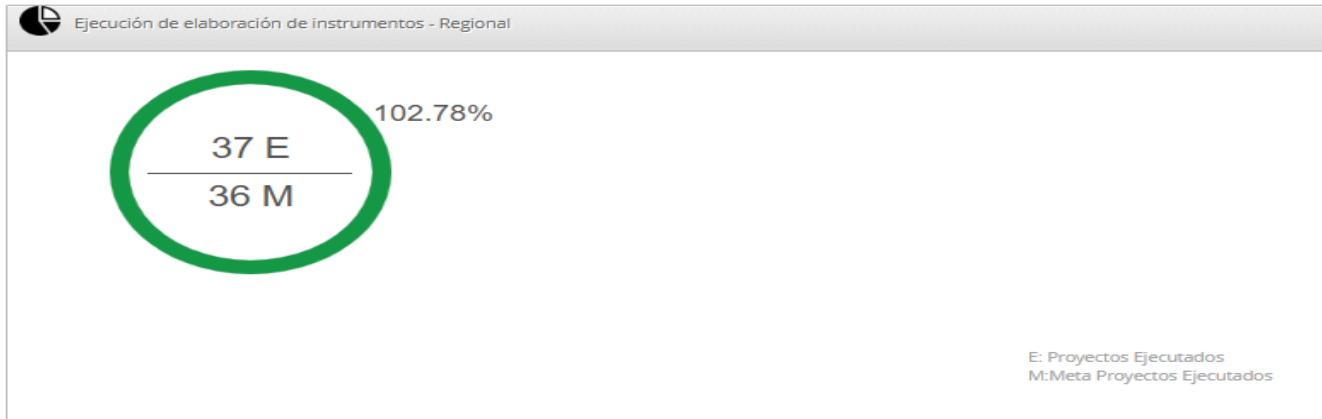 Ejecución de elaboración de instrumentos - Regional
102.78%
37 E
36 M
E: Proyectos Ejecutados
M:Meta Proyectos Ejecutados